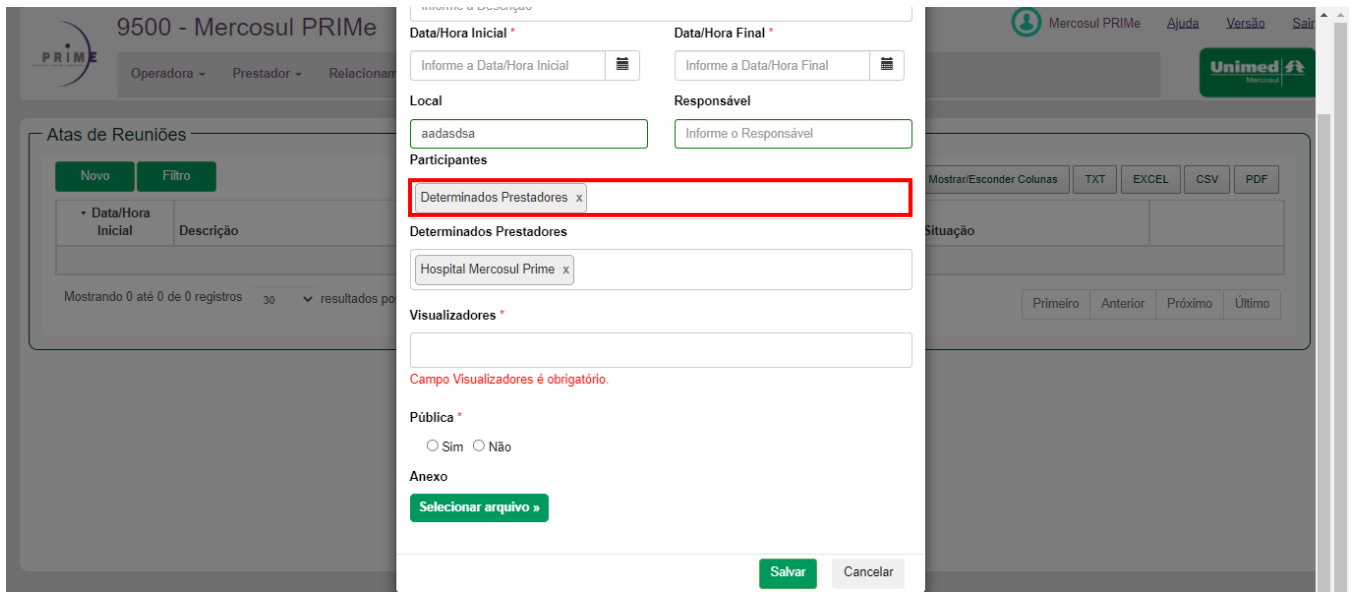 Informe a Descrição
9500 - Mercosul PRIMe
Mercosul PRIMe Ajuda Versão Sair
PRIME
Operadora Prestador Relacionam
Unimed
Mercosul
Data/Hora Inicial * Data/Hora Final *
Informe a Data/Hora Inicial Informe a Data/Hora Final
Local Responsável
aadasdsa Informe o Responsável
Atas de Reuniões
Participantes
Novo Filtro
Mostrar/Esconder Colunas TXT EXCEL CSV PDF
Determinados Prestadores x
Data/Hora Inicial Descrição Situação
Determinados Prestadores
Hospital Mercosul Prime x
Mostrando 0 até 0 de 0 registros 30 resultados po
Primeiro Anterior Próximo Último
Visualizadores *
Campo Visualizadores é obrigatório.
Pública *
Sim Não
Anexo
Selecionar arquivo »
Salvar Cancelar